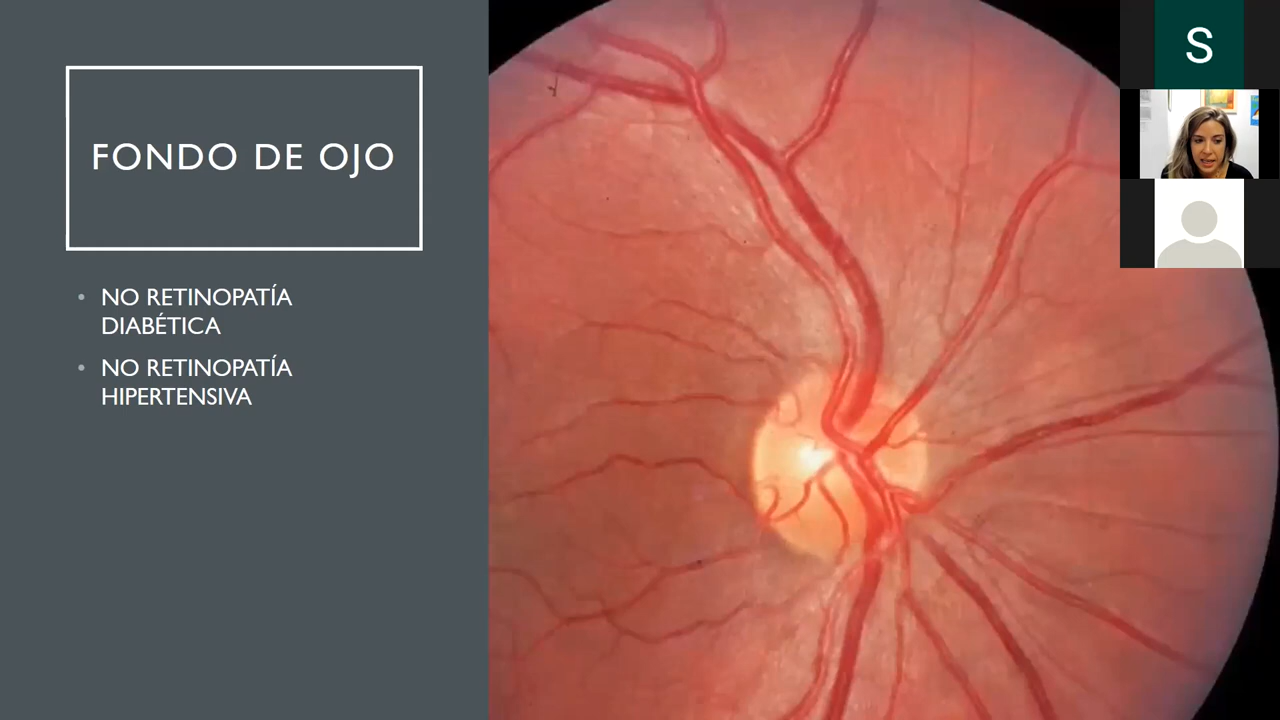 FONDO DE OJO
• NO RETINOPATÍA
DIABÉTICA
• NO RETINOPATÍA
HIPERTENSIVA
S